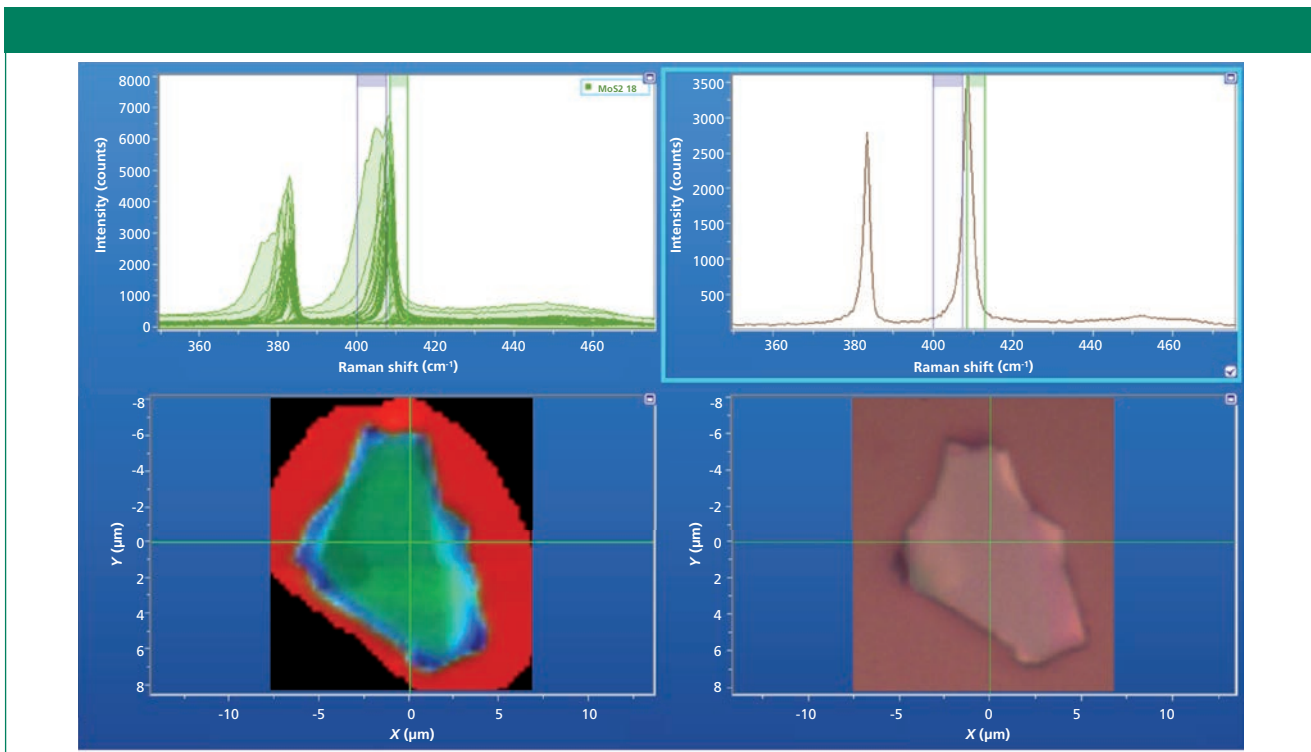 8000
7000
6000
5000
4000
3000
2000
1000
0
Intensity (counts)
MoS2 18
360 380 400 420 440 460
Raman shift (cm⁻¹)
3500
3000
2500
2000
1500
1000
500
Intensity (counts)
360 380 400 420 440 460
Raman shift (cm⁻¹)
-8
-6
-4
-2
0
2
4
6
8
Y (µm)
-10 -5 0 5 10
X (µm)
-8
-6
-4
-2
0
2
4
6
8
Y (µm)
-10 -5 0 5 10
X (µm)